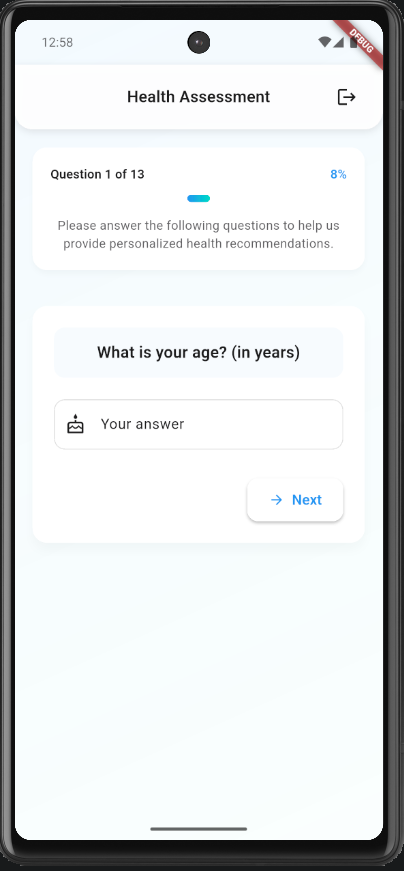 12:58
DEBUG
Health Assessment
Question 1 of 13
8%
Please answer the following questions to help us
provide personalized health recommendations.
What is your age? (in years)
Your answer
Next